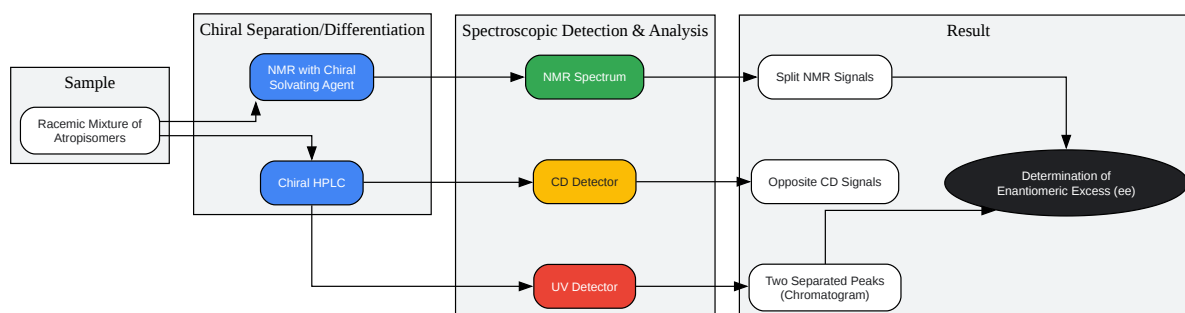 Sample
Racemic Mixture of
Atropisomers
Chiral Separation/Differentiation
NMR with Chiral
Solvating Agent
Chiral HPLC
Spectroscopic Detection & Analysis
NMR Spectrum
CD Detector
UV Detector
Result
Split NMR Signals
Opposite CD Signals
Two Separated Peaks
(Chromatogram)
Determination of
Enantiomeric Excess (ee)